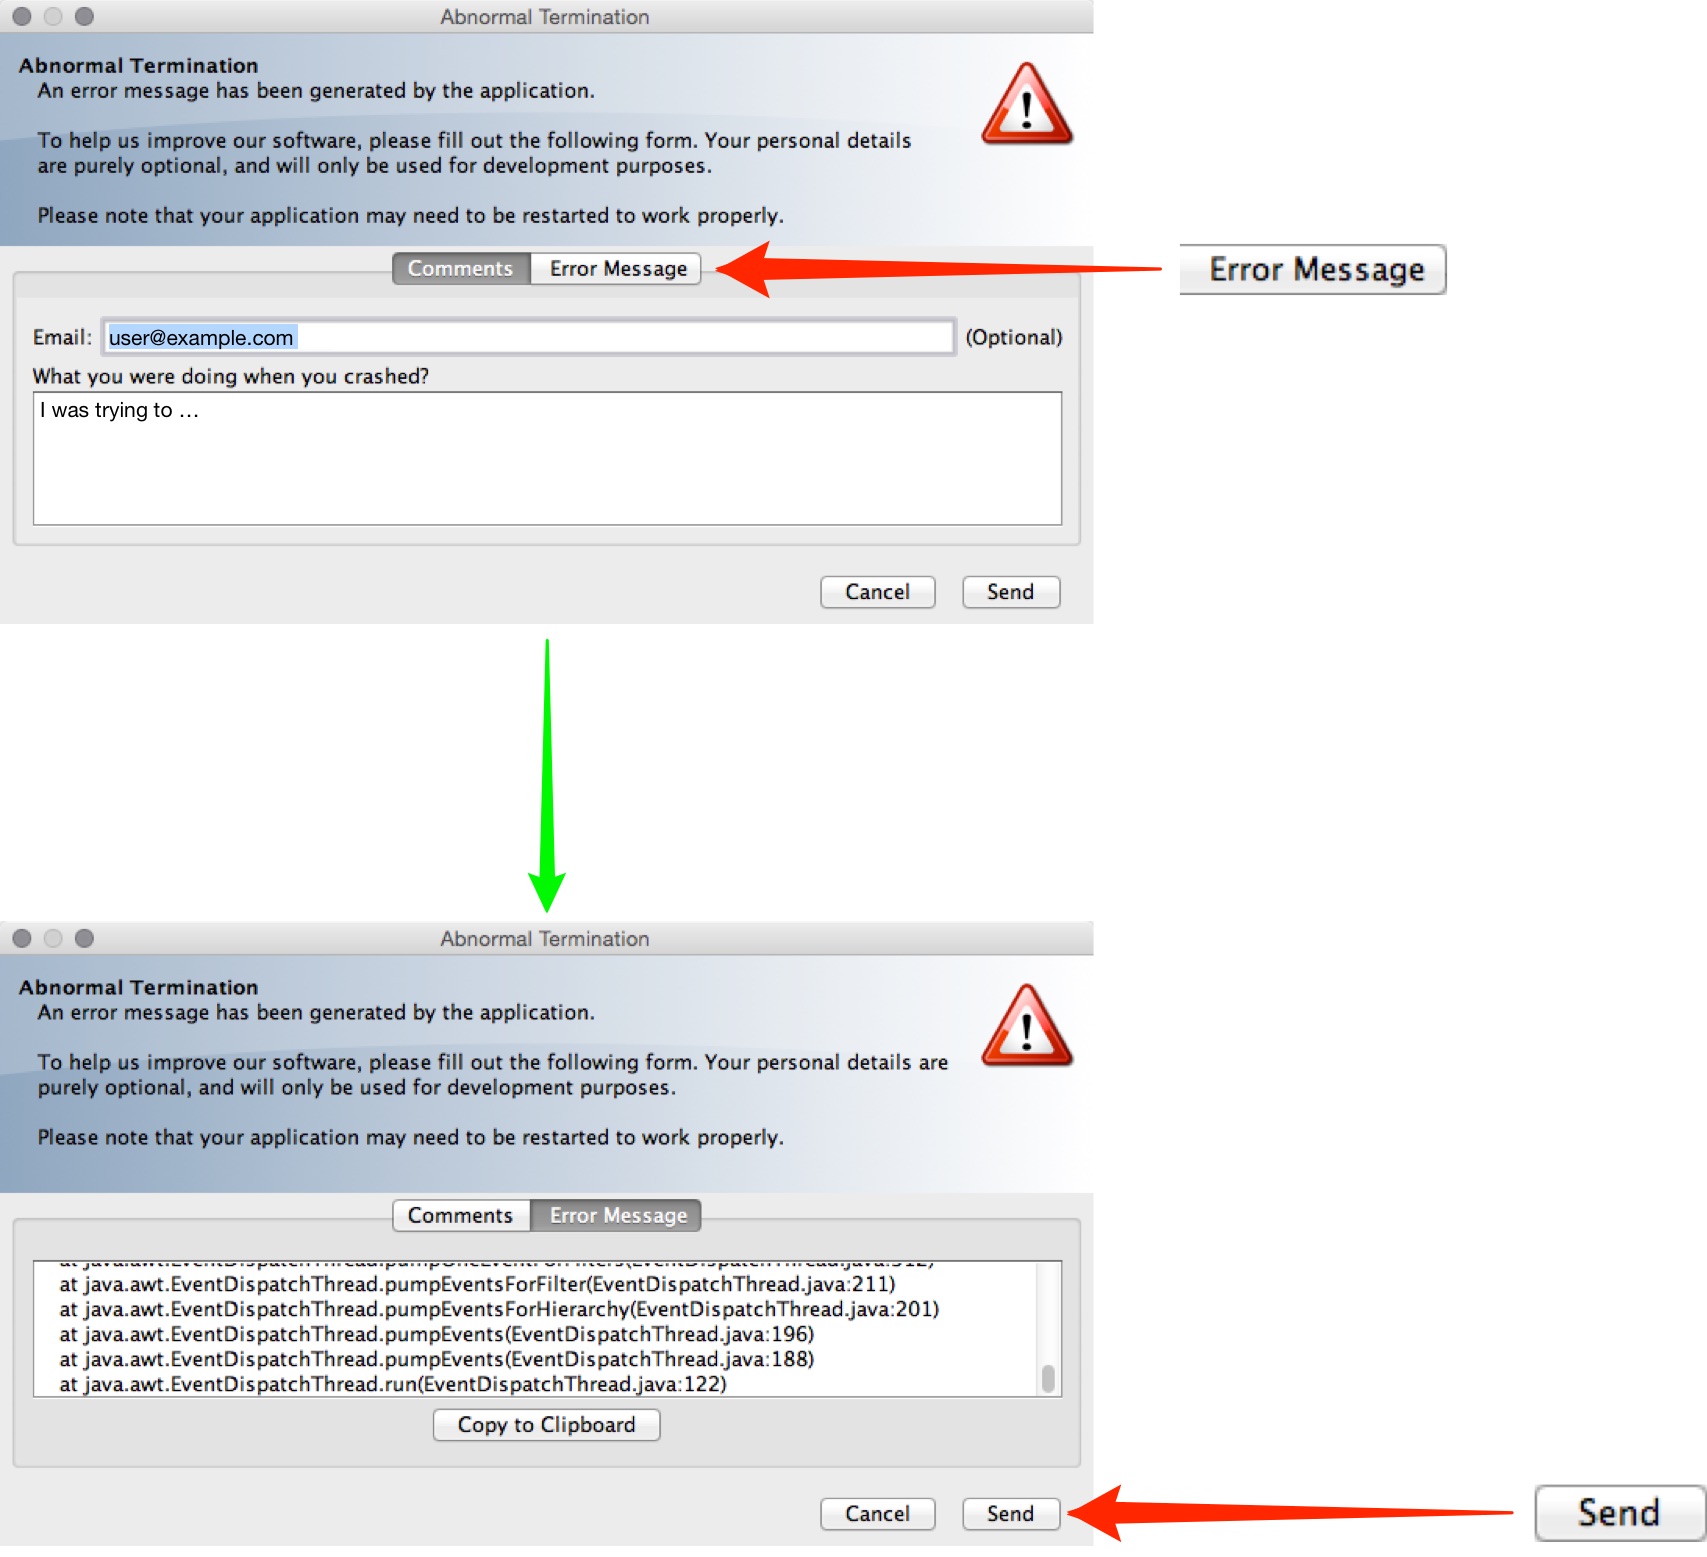 Abnormal Termination
Abnormal Termination
An error message has been generated by the application.
To help us improve our software, please fill out the following form. Your personal details
are purely optional, and will only be used for development purposes.
Please note that your application may need to be restarted to work properly.
Comments Error Message
Error Message
Email: user@example.com (Optional)
What you were doing when you crashed?
I was trying to …
Cancel Send
Abnormal Termination
Abnormal Termination
An error message has been generated by the application.
To help us improve our software, please fill out the following form. Your personal details are
purely optional, and will only be used for development purposes.
Please note that your application may need to be restarted to work properly.
Comments Error Message
at java.awt.EventDispatchThread.pumpOneEventForFilters(EventDispatchThread.java:312)
at java.awt.EventDispatchThread.pumpEventsForFilter(EventDispatchThread.java:211)
at java.awt.EventDispatchThread.pumpEventsForHierarchy(EventDispatchThread.java:201)
at java.awt.EventDispatchThread.pumpEvents(EventDispatchThread.java:196)
at java.awt.EventDispatchThread.pumpEvents(EventDispatchThread.java:188)
at java.awt.EventDispatchThread.run(EventDispatchThread.java:122)
Copy to Clipboard
Cancel Send
Send